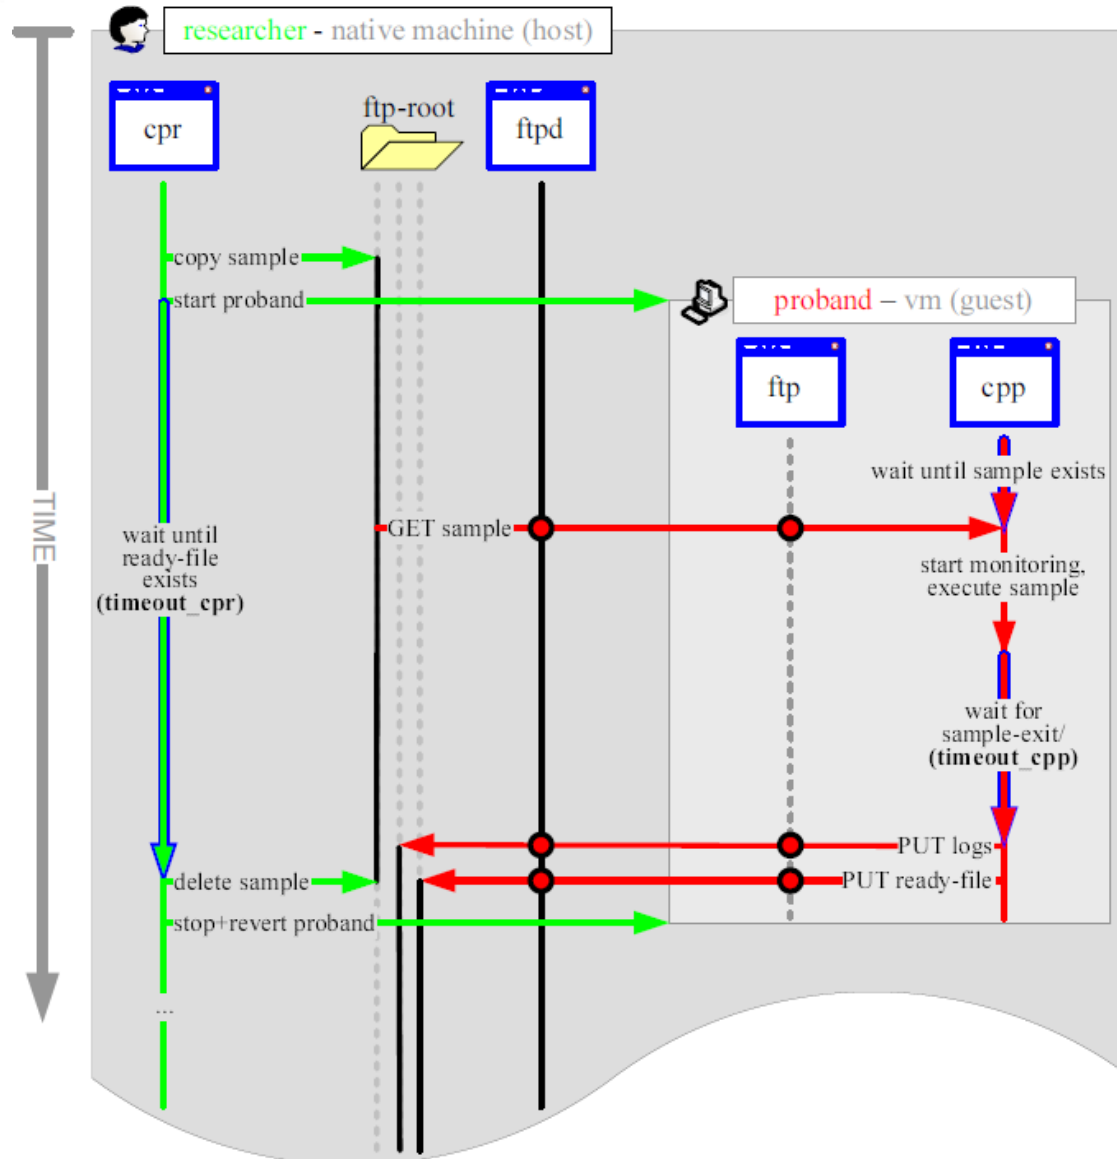 researcher - native machine (host)
cpr
ftp-root
ftpd
copy sample
start proband
proband – vm (guest)
ftp
cpp
wait until sample exists
TIME
GET sample
wait until
ready-file
exists
(timeout_cpr)
start monitoring,
execute sample
wait for
sample-exit/
(timeout_cpp)
PUT logs
delete sample
PUT ready-file
stop+revert proband
...